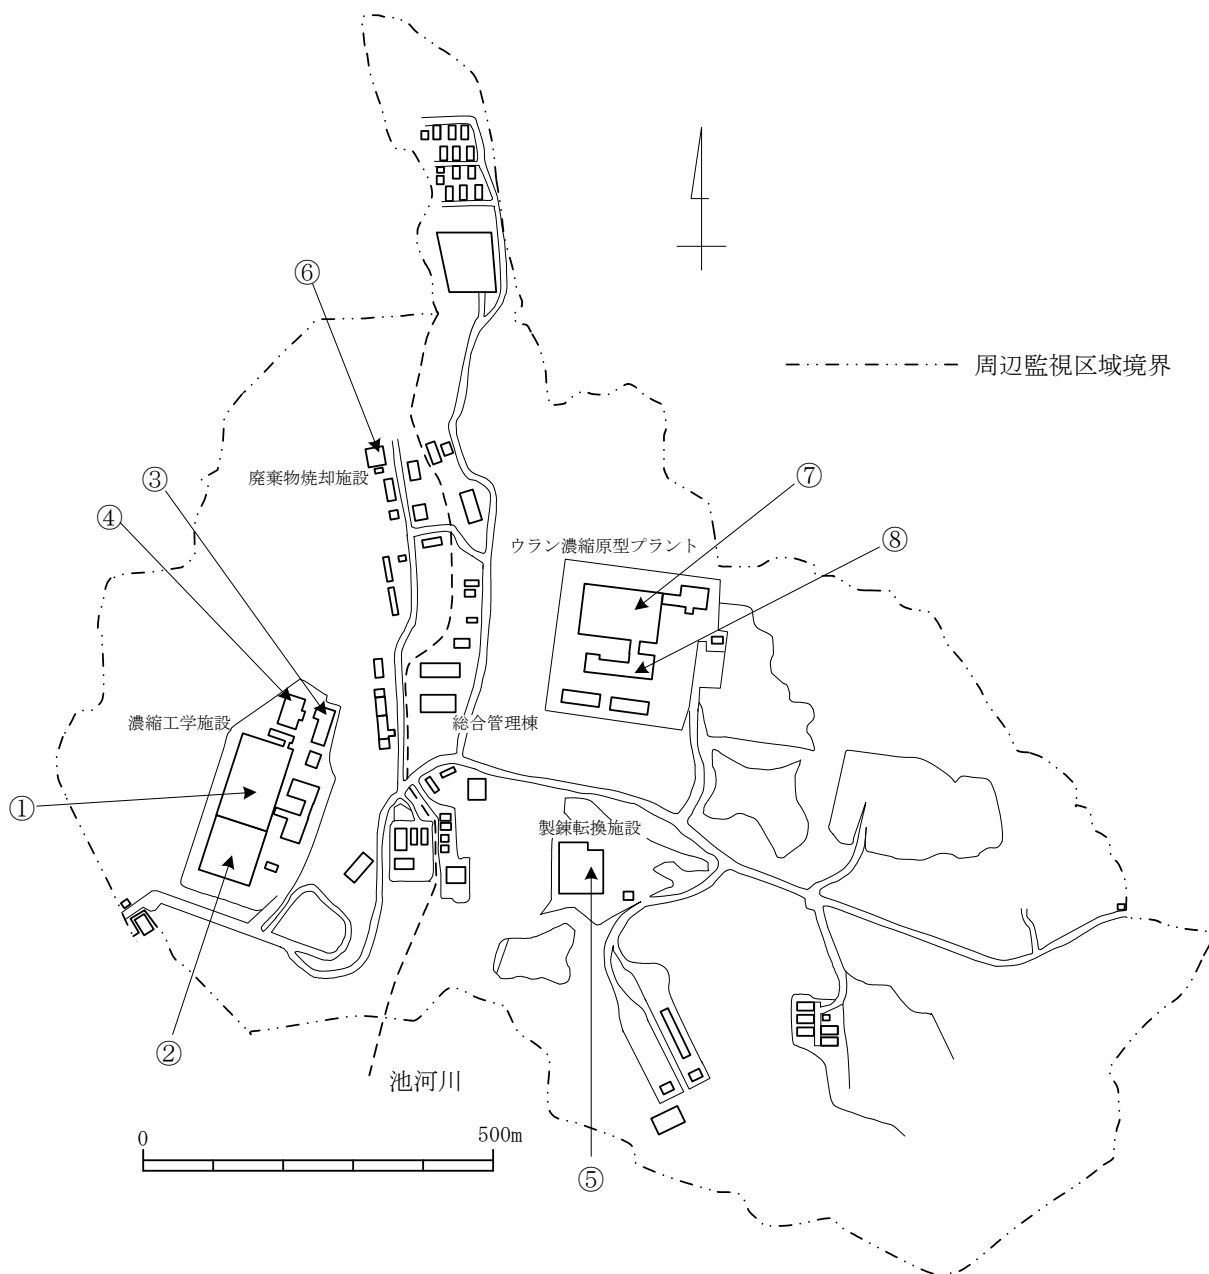 ⑥
周辺監視区域境界
廃棄物焼却施設
③
⑦
④
ウラン濃縮原型プラント
⑧
濃縮工学施設
総合管理棟
①
製錬転換施設
②
池河川
0
500m
⑤